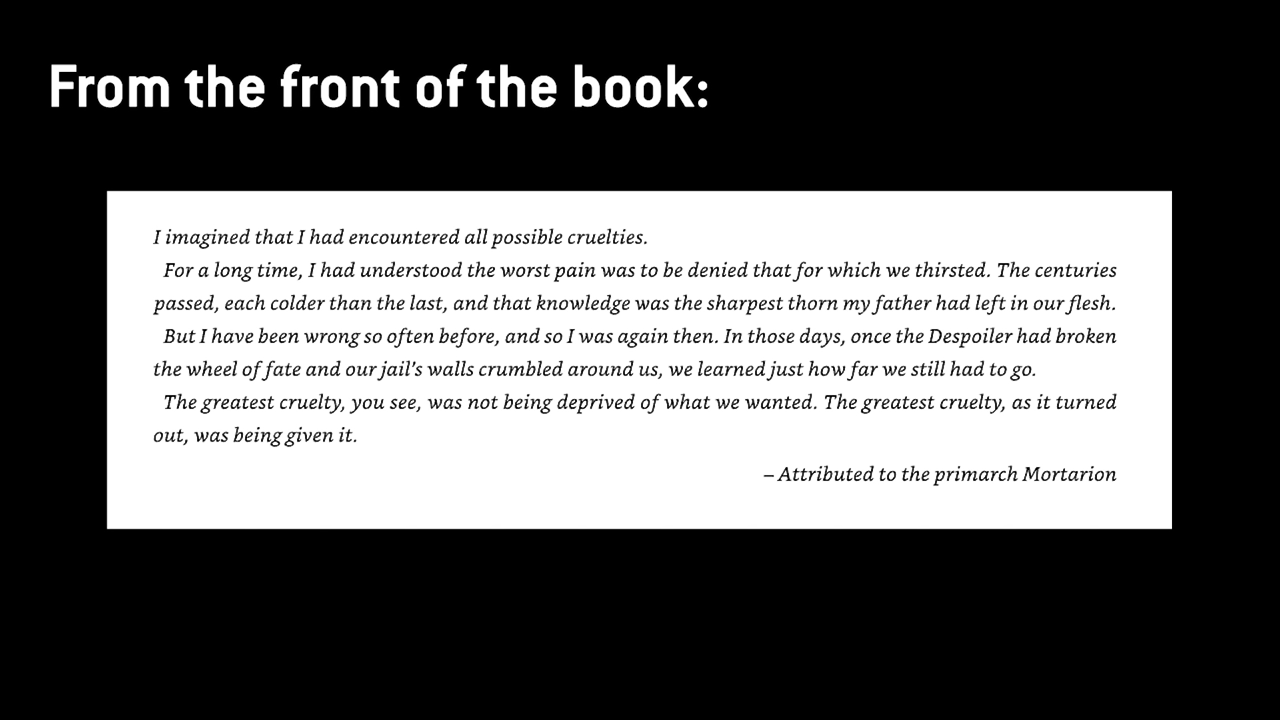 From the front of the book:
I imagined that I had encountered all possible cruelties.
For a long time, I had understood the worst pain was to be denied that for which we thirsted. The centuries
passed, each colder than the last, and that knowledge was the sharpest thorn my father had left in our flesh.
But I have been wrong so often before, and so I was again then. In those days, once the Despoiler had broken
the wheel of fate and our jail's walls crumbled around us, we learned just how far we still had to go.
The greatest cruelty, you see, was not being deprived of what we wanted. The greatest cruelty, as it turned
out, was being given it.
– Attributed to the primarch Mortarion